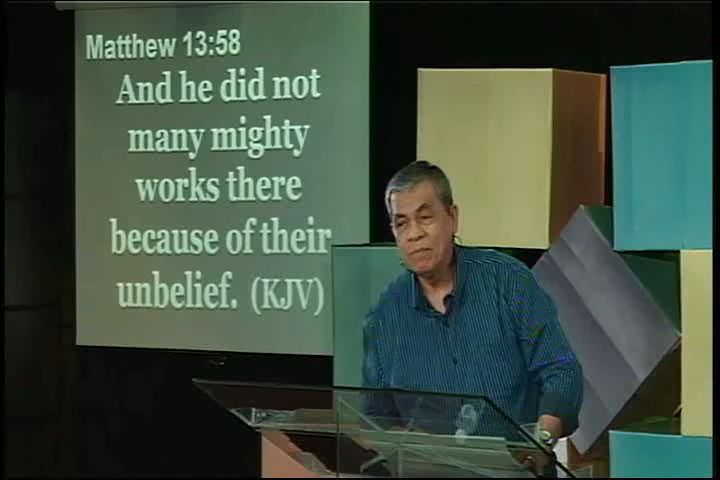 Matthew 13:58
And he did not
many mighty
works there
because of their
unbelief. (KJV)